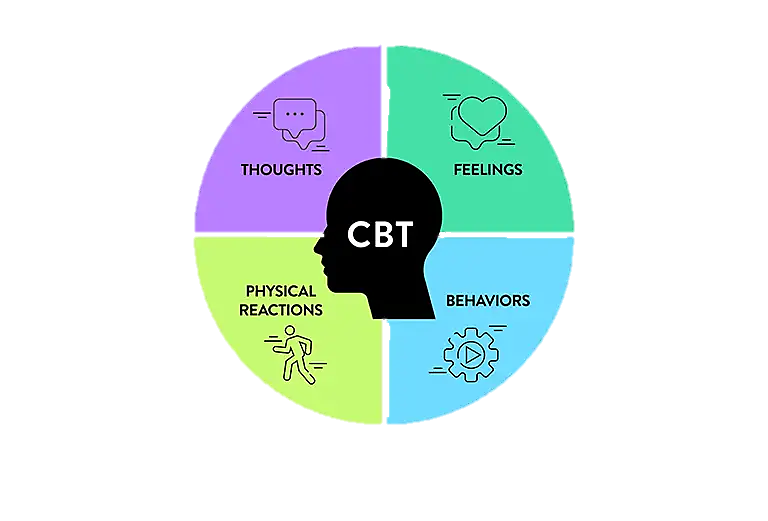 THOUGHTS
FEELINGS
CBT
PHYSICAL
REACTIONS
BEHAVIORS